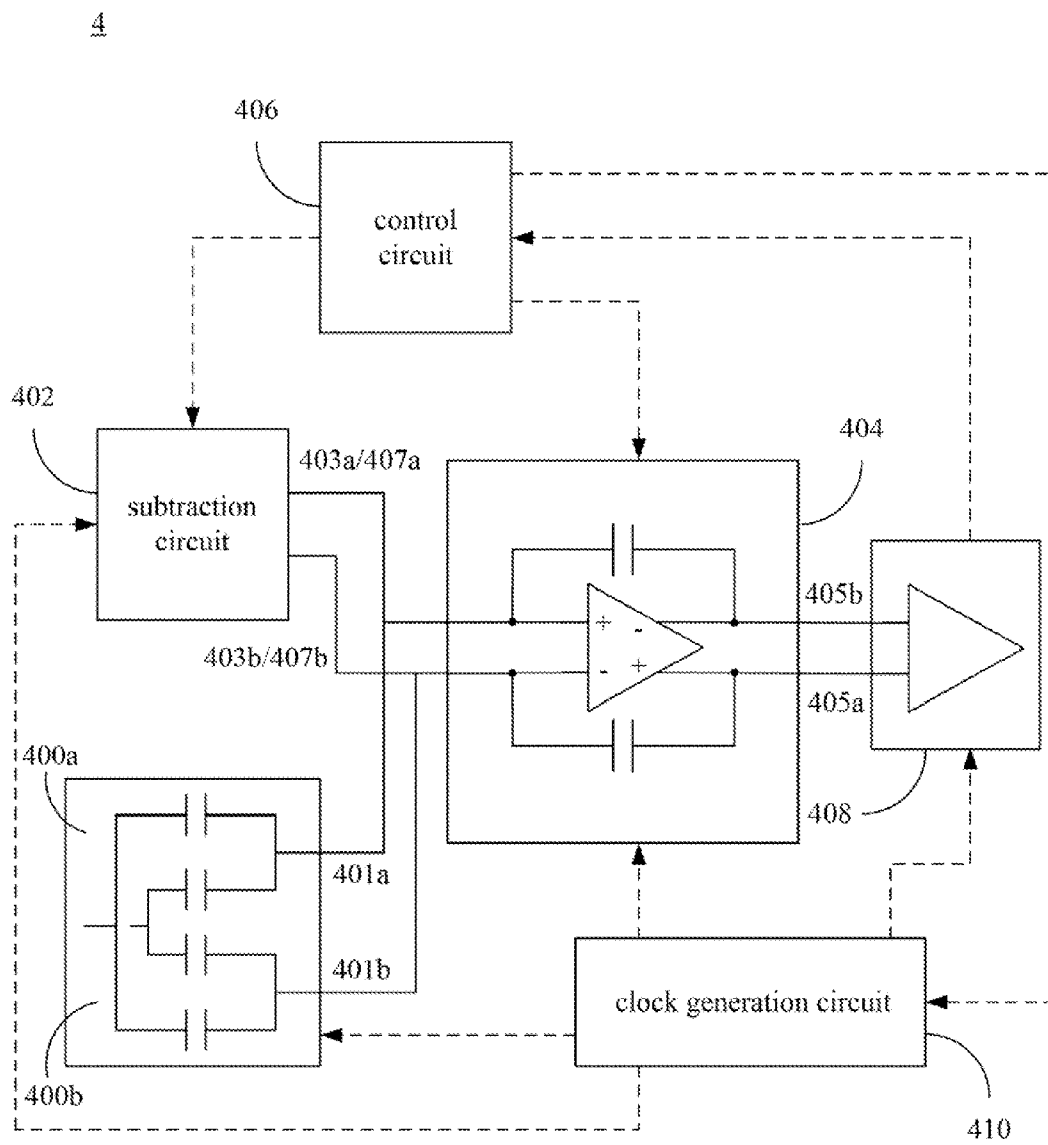 4
406
control
circuit
402
404
403a/407a
subtraction
circuit
+
-
405b
403b/407b
-
+
405a
400a
408
401a
401b
clock generation circuit
400b
410